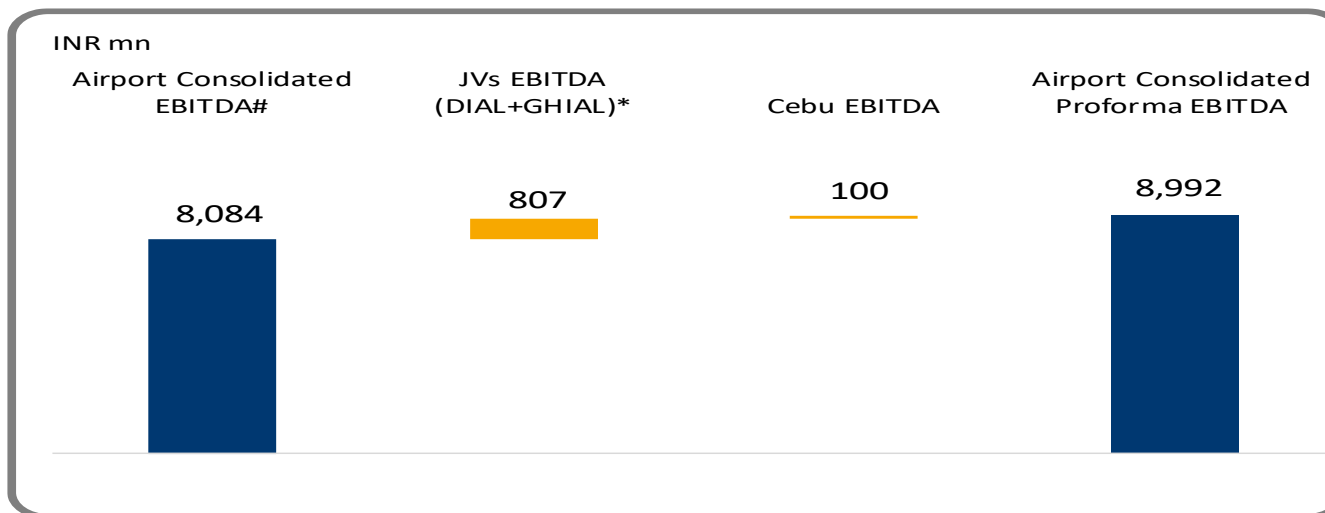 INR mn
Airport Consolidated
EBITDA#
JVs EBITDA
(DIAL+GHIAL)*
Cebu EBITDA
Airport Consolidated
Proforma EBITDA
8,084
807
100
8,992